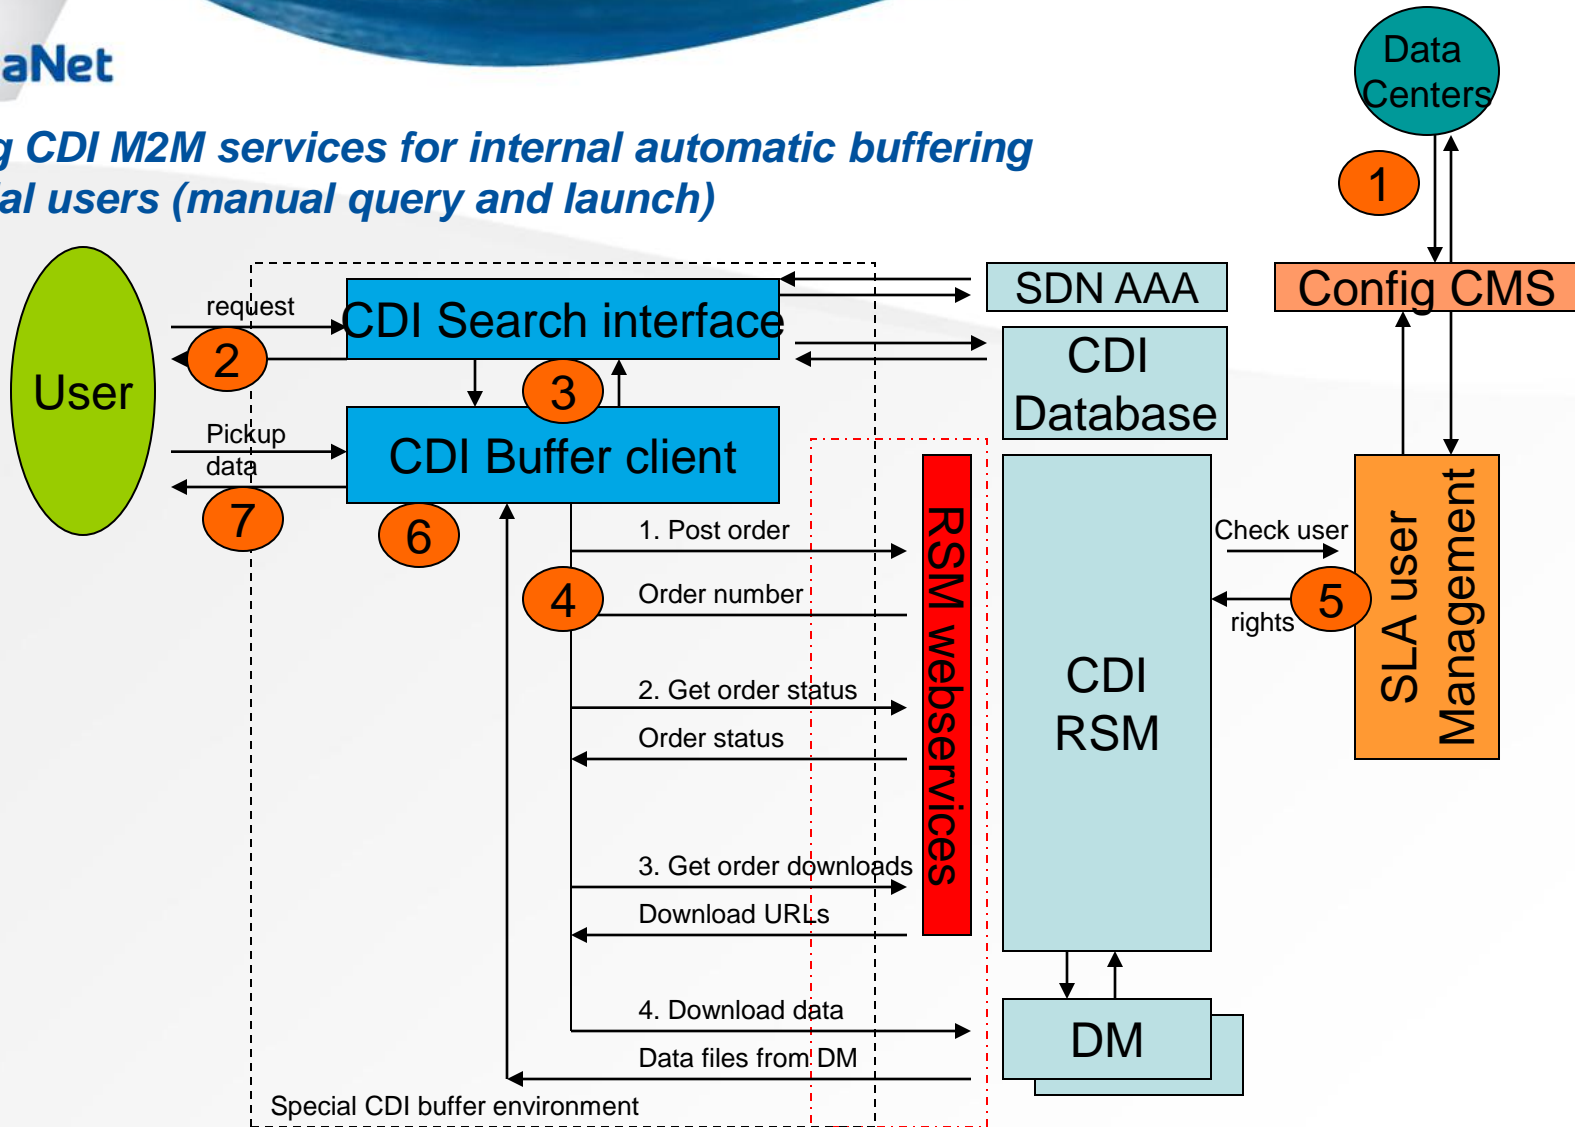 aNet
g CDI M2M services for internal automatic buffering
ial users (manual query and launch)
Data
Centers
1
Config CMS
SDN AAA
CDI Search interface
request
2
3
User
CDI
Database
Pickup
data
CDI Buffer client
7
6
1. Post order
4
Order number
2. Get order status
Order status
3. Get order downloads
Download URLs
4. Download data
Data files from DM
RSM webservices
CDI
RSM
Check user
5
rights
SLA user
Management
DM
Special CDI buffer environment